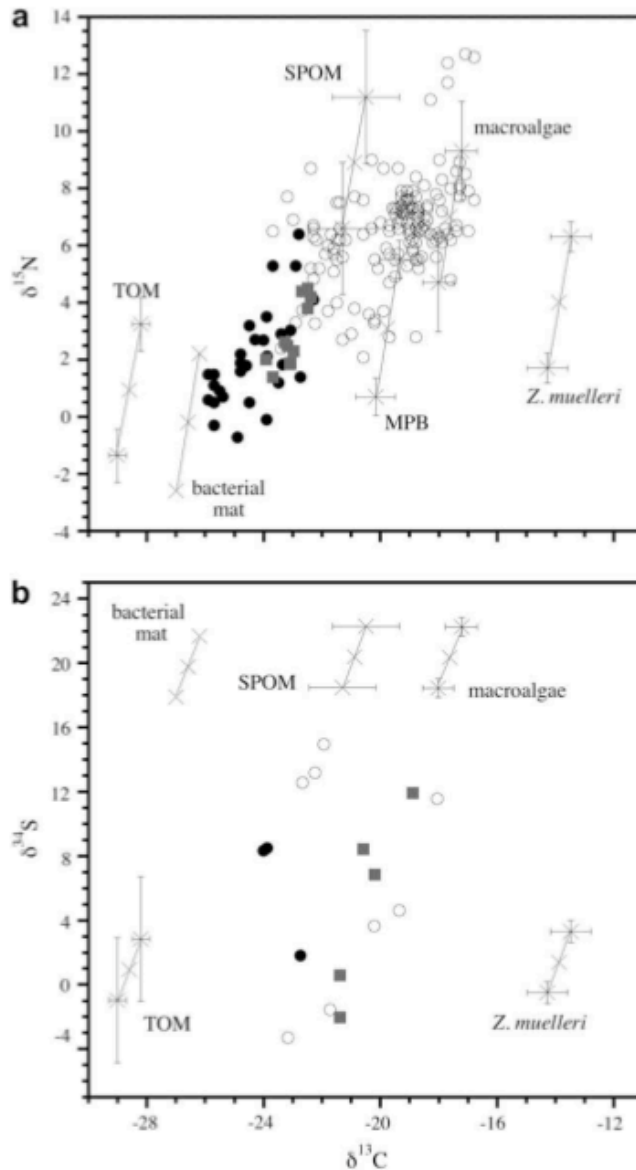 a
14
12
10
8
6
4
2
0
-2
-4
δ15N
SPOM
macroalgae
TOM
Z. muelleri
MPB
bacterial
mat
b
24
20
16
12
8
4
0
-4
δ34S
bacterial
mat
SPOM
macroalgae
TOM
Z. muelleri
-28 -24 -20 -16 -12
δ13C